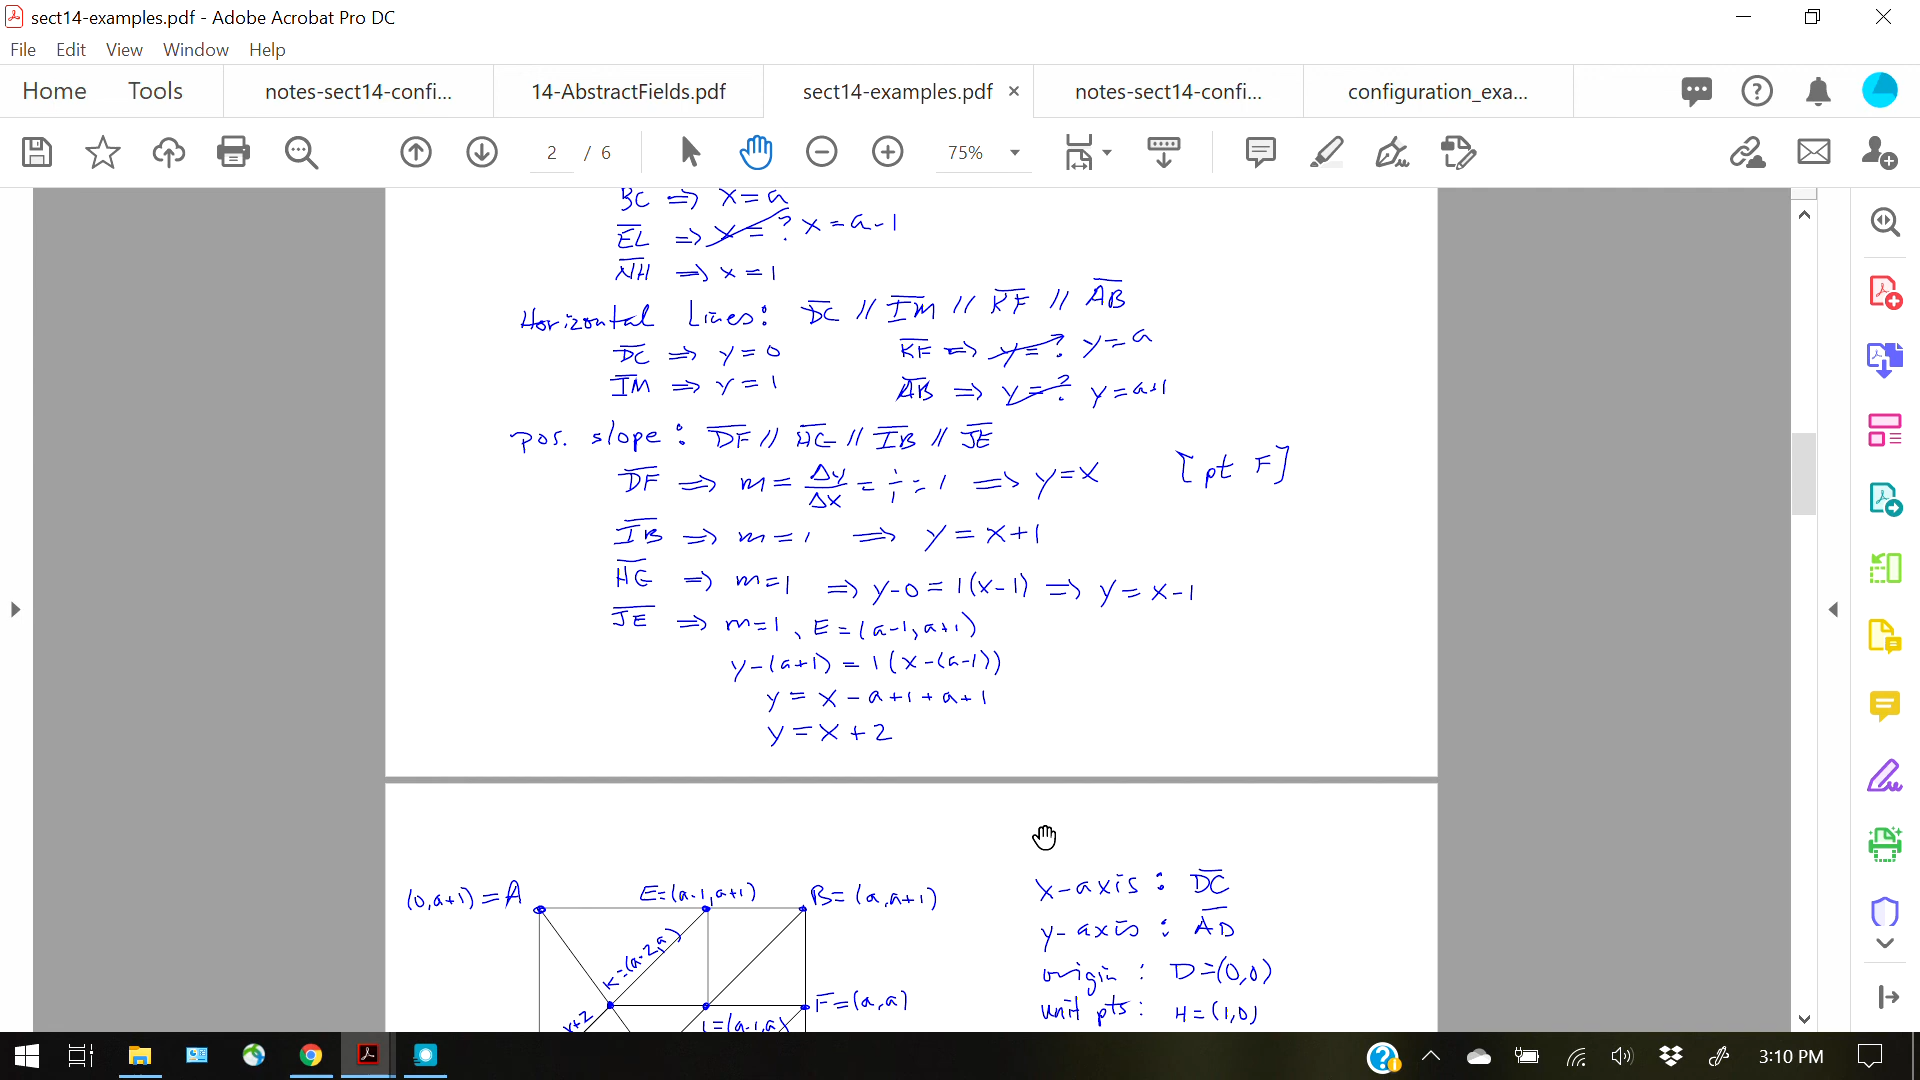 sect14-examples.pdf - Adobe Acrobat Pro DC
File Edit View Window Help
Home Tools notes-sect14-confi... 14-AbstractFields.pdf sect14-examples.pdf × notes-sect14-confi... configuration_exa...
2 / 6 75%
BC ⇒ x = a
EL ⇒ x = ? x = a-1
NH ⇒ x = 1
Horizontal Lines: DC // IM // KF // AB
DC ⇒ y = 0 KF ⇒ y = ? y = a
IM ⇒ y = 1 AB ⇒ y = ? y = a+1
pos. slope: DF // HG // IB // JE
DF ⇒ m = Δy/Δx = 1/1 = 1 ⇒ y = x [pt F]
IB ⇒ m = 1 ⇒ y = x+1
HG ⇒ m = 1 ⇒ y-0 = 1(x-1) ⇒ y = x-1
JE ⇒ m = 1, E = (a-1, a+1)
y-(a+1) = 1(x-(a-1))
y = x-a+1+a+1
y = x+2
(0,a+1) = A E=(a-1,a+1) B=(a,a+1)
K=(a-2,a)
F=(a,a)
L=(a-1,a)
x+2
x-axis: DC
y-axis: AD
origin: D=(0,0)
unit pts: H=(1,0)
3:10 PM